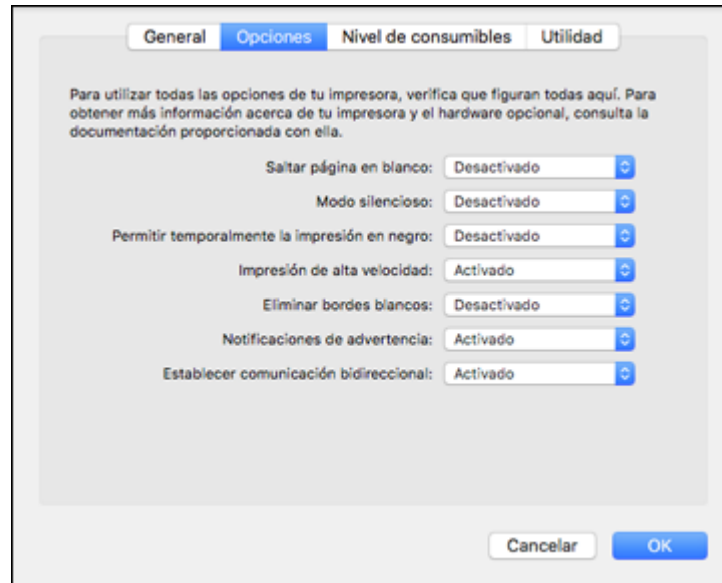 General Opciones Nivel de consumibles Utilidad
Para utilizar todas las opciones de tu impresora, verifica que figuran todas aquí. Para
obtener más información acerca de tu impresora y el hardware opcional, consulta la
documentación proporcionada con ella.
Saltar página en blanco: Desactivado
Modo silencioso: Desactivado
Permitir temporalmente la impresión en negro: Desactivado
Impresión de alta velocidad: Activado
Eliminar bordes blancos: Desactivado
Notificaciones de advertencia: Activado
Establecer comunicación bidireccional: Activado
Cancelar OK